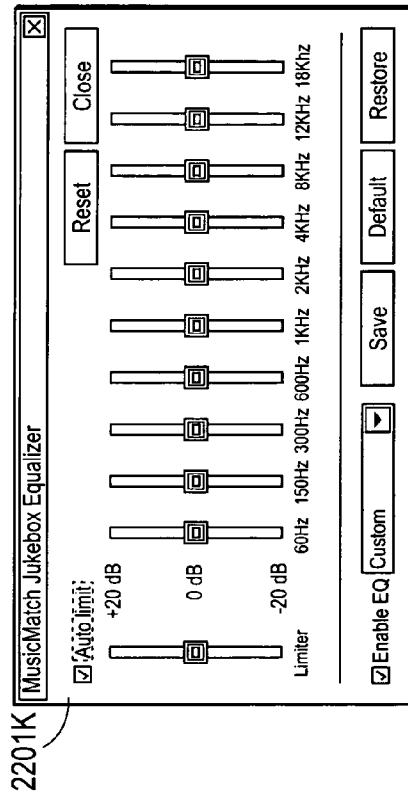 2201K
MusicMatch Jukebox Equalizer
Auto limit
Reset Close
+20 dB
0 dB
-20 dB
Limiter 60Hz 150Hz 300Hz 600Hz 1KHz 2KHz 4KHz 8KHz 12KHz 18Khz
Enable EQ Custom Save Default Restore